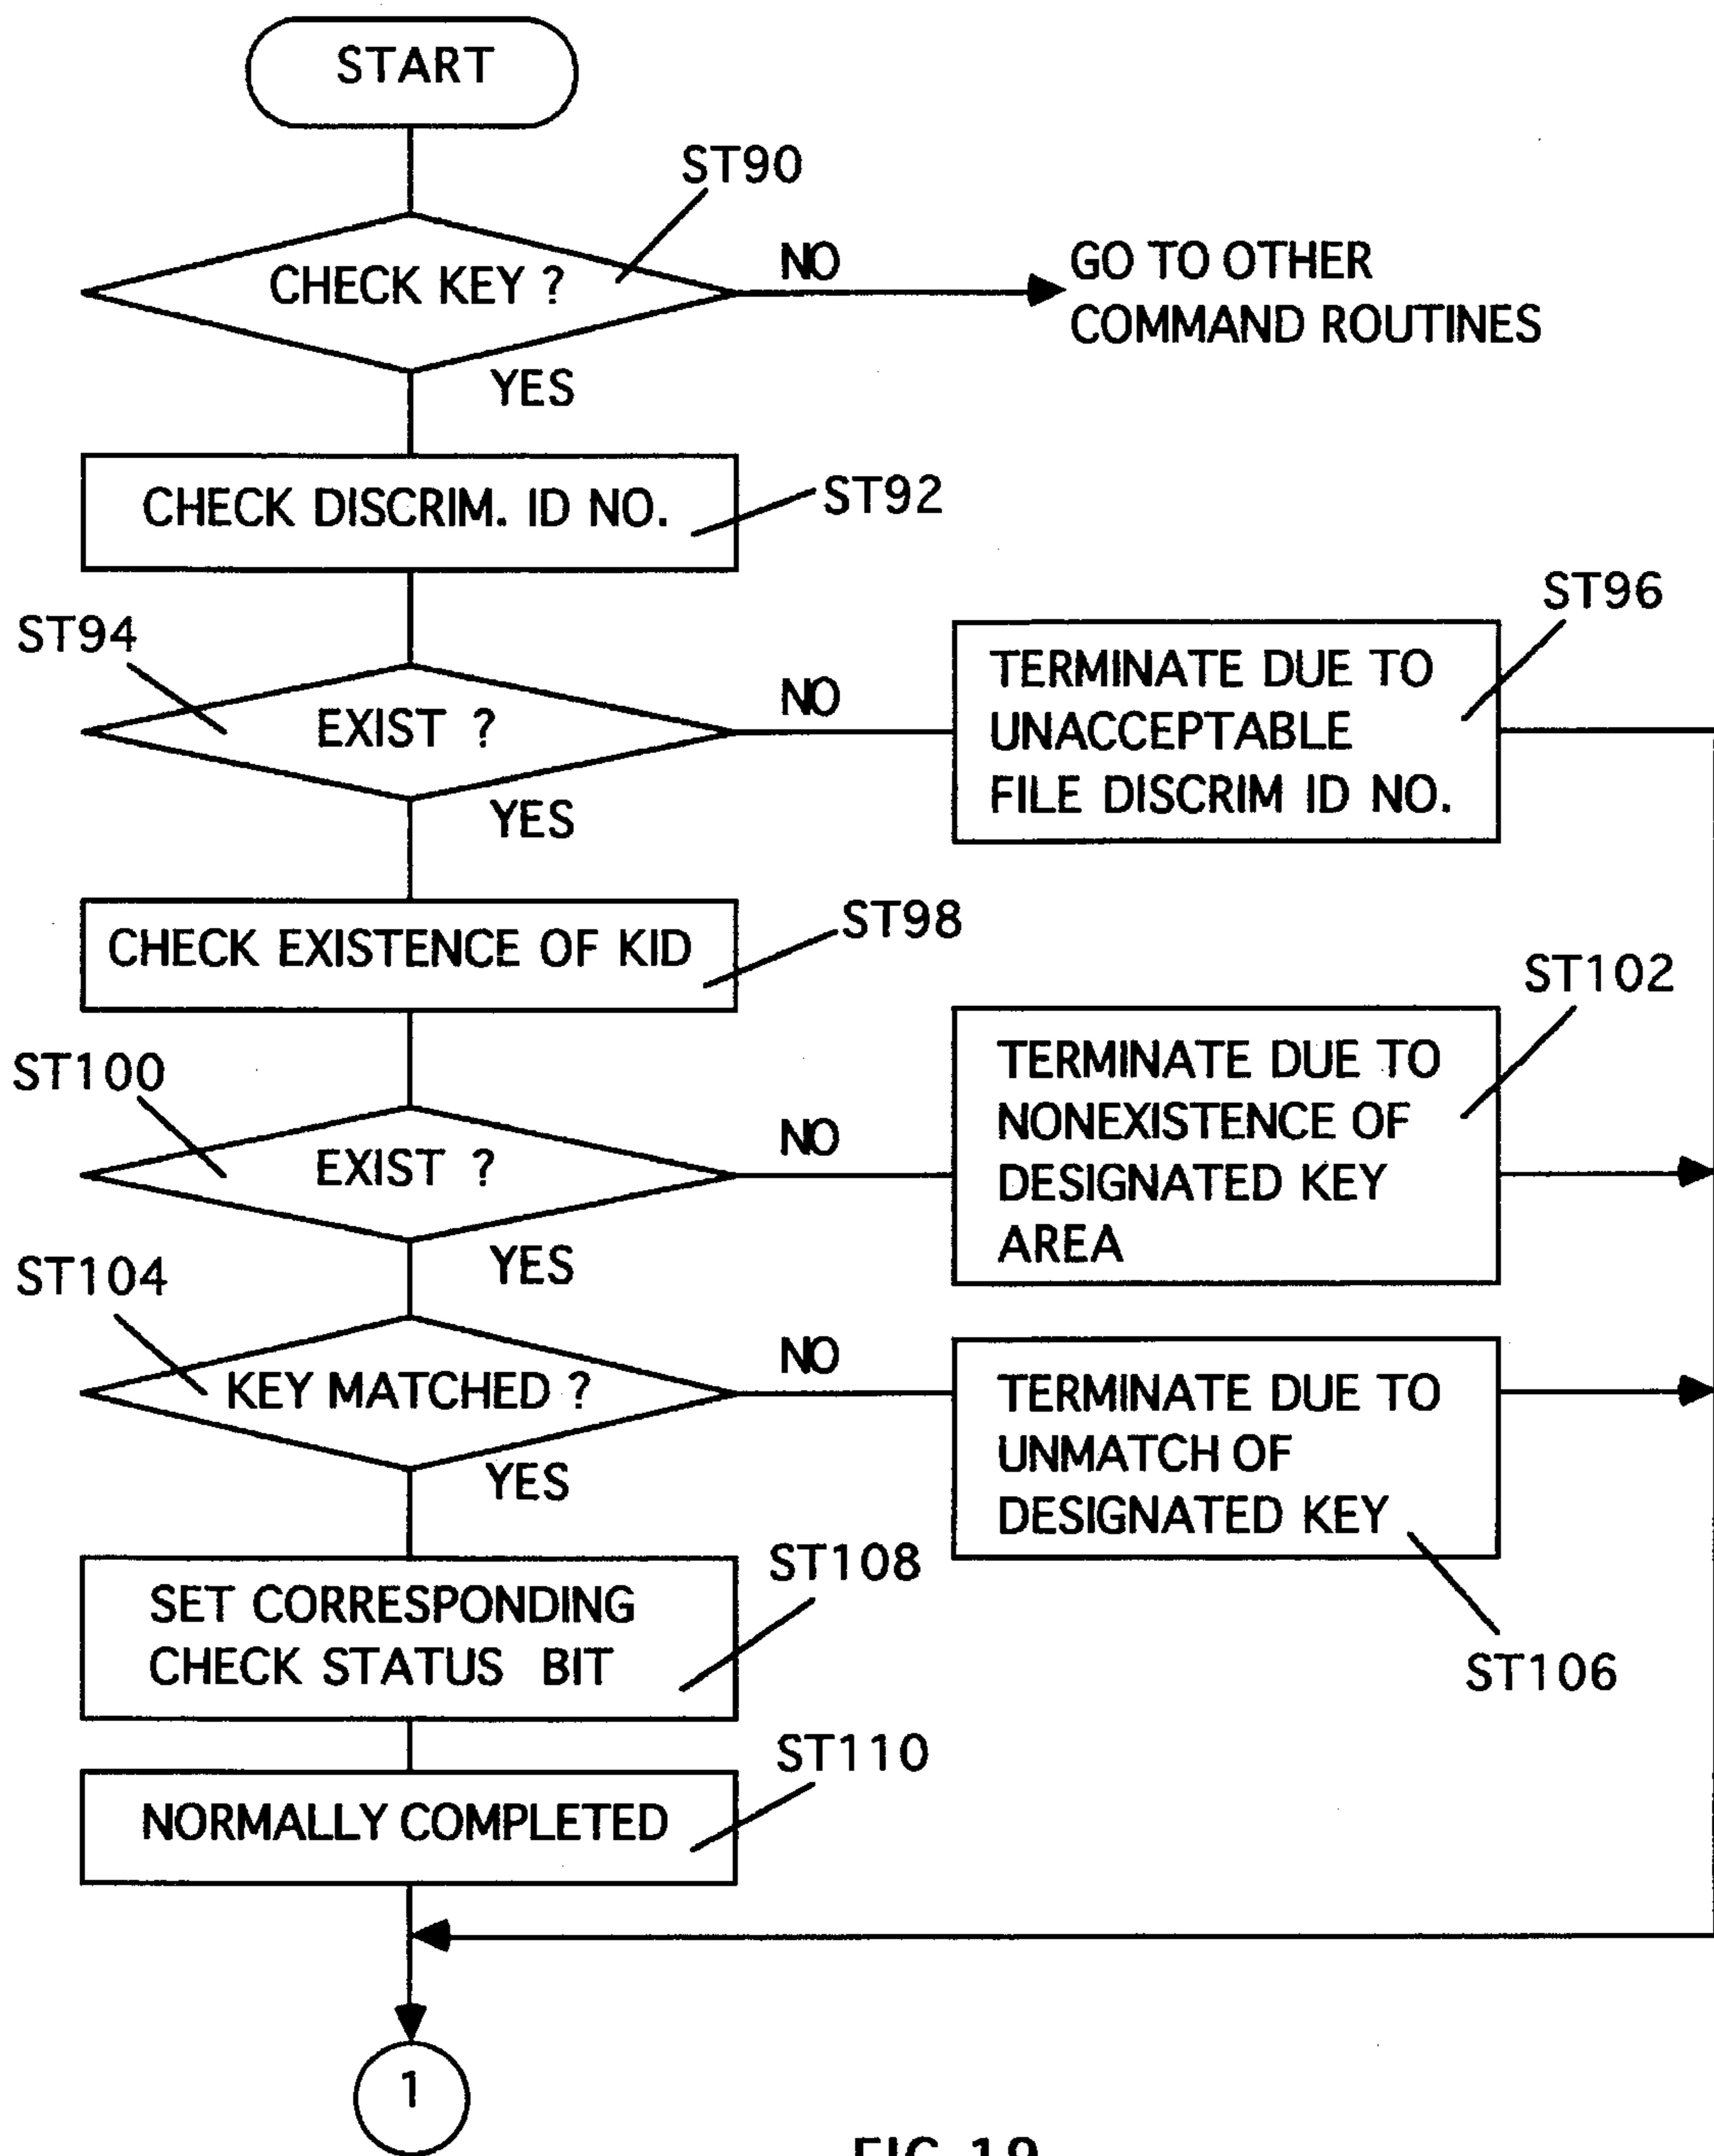 START
ST90
CHECK KEY ?
NO
GO TO OTHER
COMMAND ROUTINES
YES
CHECK DISCRIM. ID NO.
ST92
ST94
EXIST ?
NO
ST96
TERMINATE DUE TO
UNACCEPTABLE
FILE DISCRIM ID NO.
YES
CHECK EXISTENCE OF KID
ST98
ST100
EXIST ?
NO
ST102
TERMINATE DUE TO
NONEXISTENCE OF
DESIGNATED KEY
AREA
YES
ST104
KEY MATCHED ?
NO
TERMINATE DUE TO
UNMATCH OF
DESIGNATED KEY
ST106
YES
SET CORRESPONDING
CHECK STATUS BIT
ST108
NORMALLY COMPLETED
ST110
1